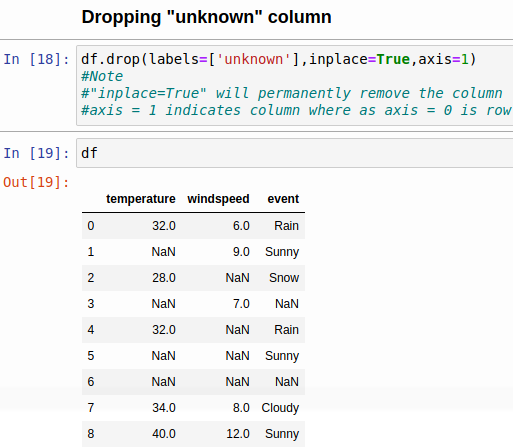 Dropping "unknown" column
In [18]: df.drop(labels=['unknown'],inplace=True,axis=1)
#Note
#"inplace=True" will permanently remove the column
#axis = 1 indicates column where as axis = 0 is row
In [19]: df
Out[19]:
temperature windspeed event
0 32.0 6.0 Rain
1 NaN 9.0 Sunny
2 28.0 NaN Snow
3 NaN 7.0 NaN
4 32.0 NaN Rain
5 NaN NaN Sunny
6 NaN NaN NaN
7 34.0 8.0 Cloudy
8 40.0 12.0 Sunny